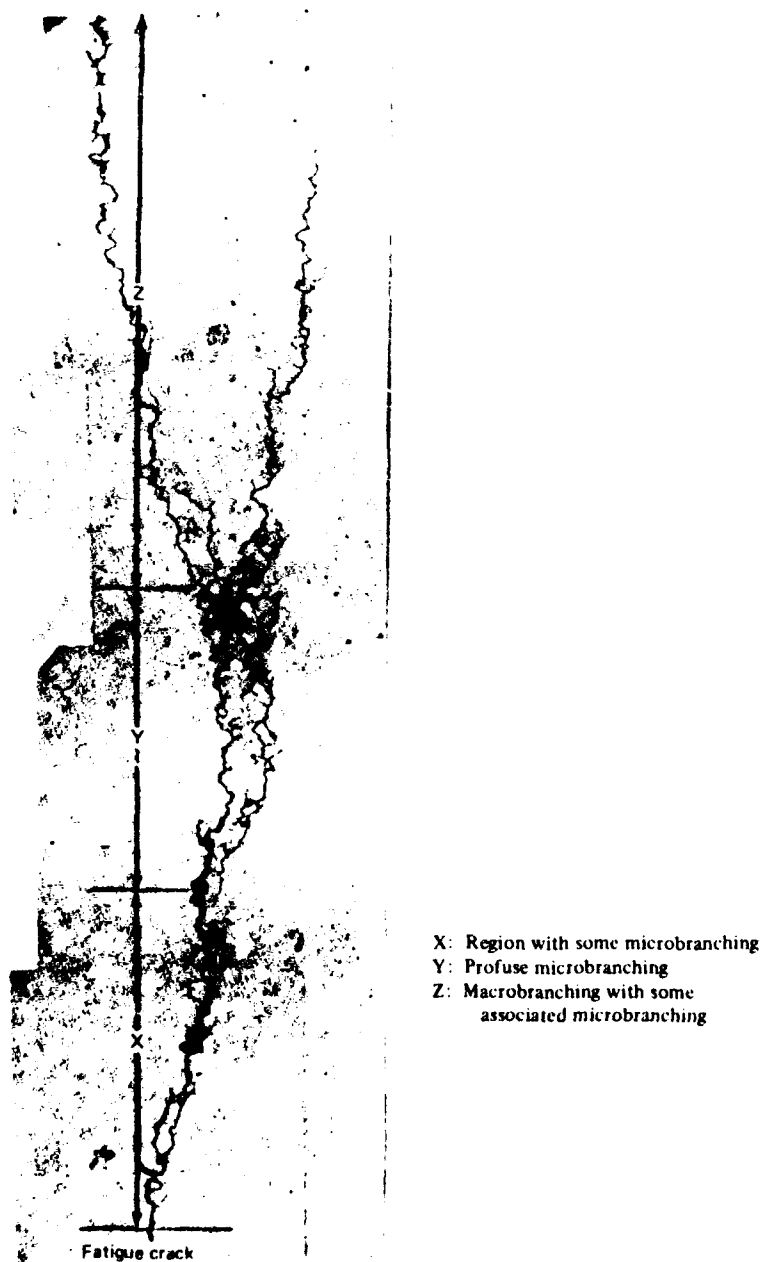 Z
Y
X: Region with some microbranching
Y: Profuse microbranching
Z: Macrobranching with some
associated microbranching
X
Fatigue crack